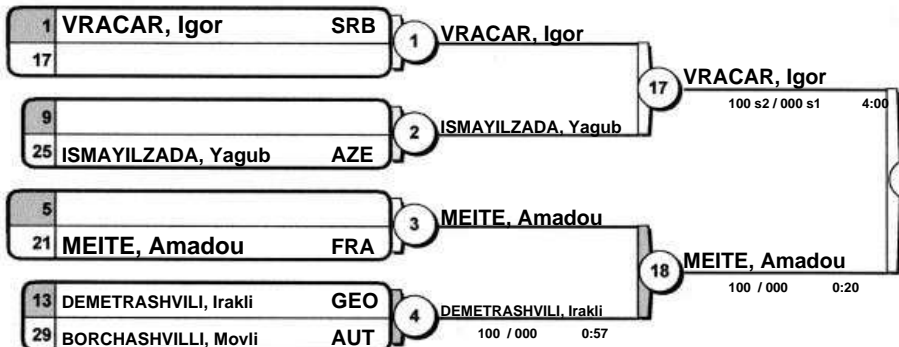 1 VRACAR, Igor SRB
17
1
VRACAR, Igor
9
25 ISMAYILZADA, Yagub AZE
2
ISMAYILZADA, Yagub
17
VRACAR, Igor
100 s2 / 000 s1 4:00
5
21 MEITE, Amadou FRA
3
MEITE, Amadou
13 DEMETRASHVILI, Irakli GEO
29 BORCHASHVILLI, Movli AUT
4
DEMETRASHVILI, Irakli
100 / 000 0:57
18
MEITE, Amadou
100 / 000 0:20